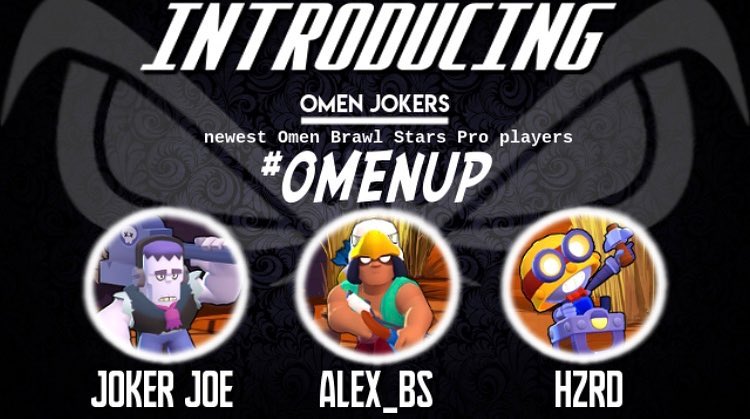 INTRODUCING
OMEN JOKERS
newest Omen Brawl Stars Pro players
#OMENUP
JOKER JOE ALEX_BS HZRD